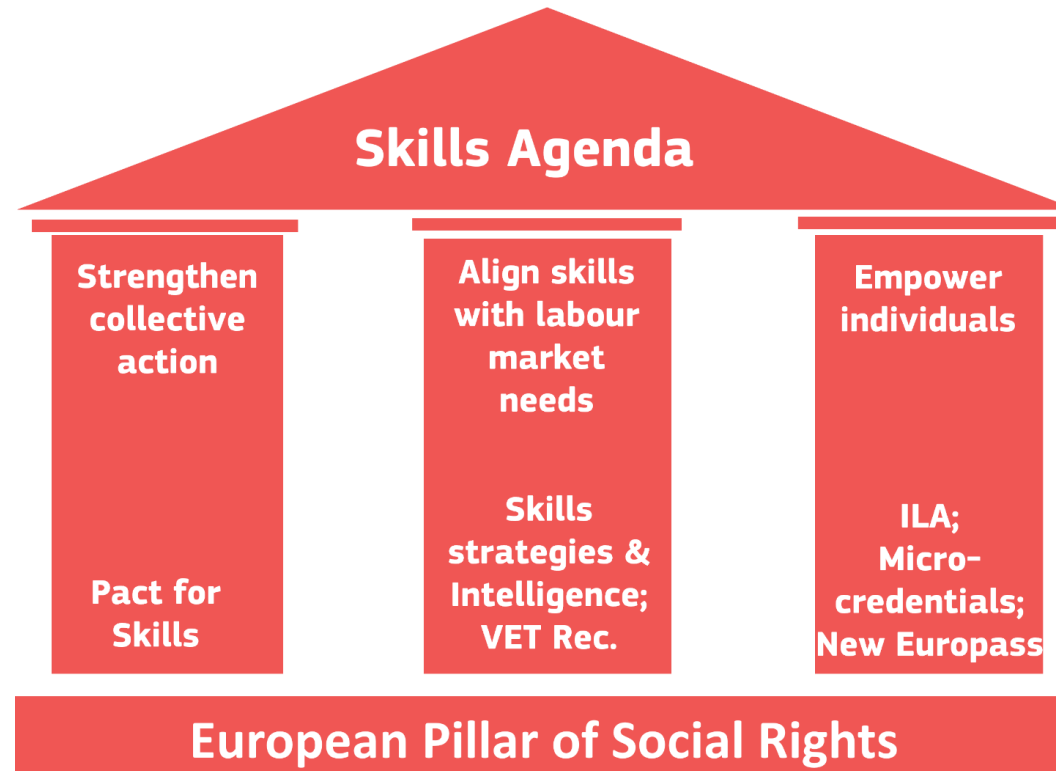 Skills Agenda
Strengthen
collective
action
Pact for
Skills
Align skills
with labour
market
needs
Skills
strategies &
Intelligence;
VET Rec.
Empower
individuals
ILA;
Micro-
credentials;
New Europass
European Pillar of Social Rights